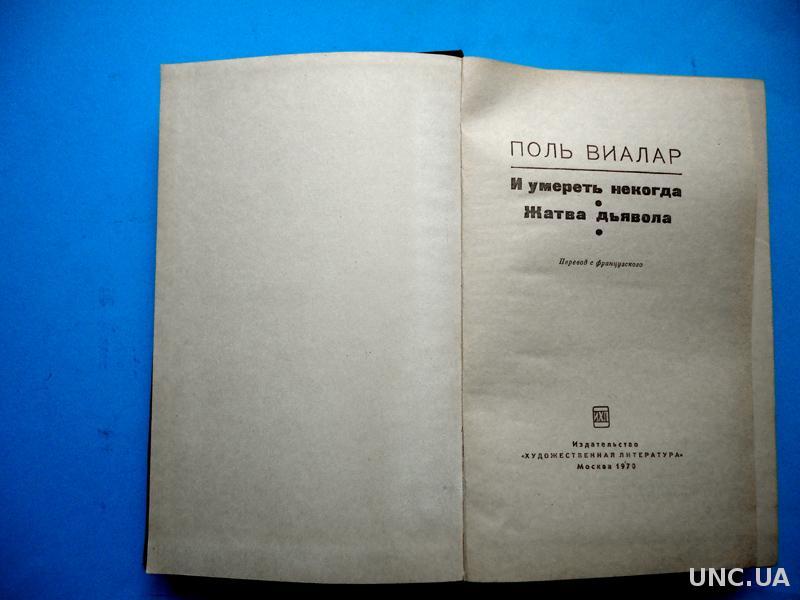 ПОЛЬ ВИАЛАР
И умереть некогда
•
Жатва дьявола
•
Перевод с французского
Издательство
«ХУДОЖЕСТВЕННАЯ ЛИТЕРАТУРА»
Москва 1970
UNC.UA